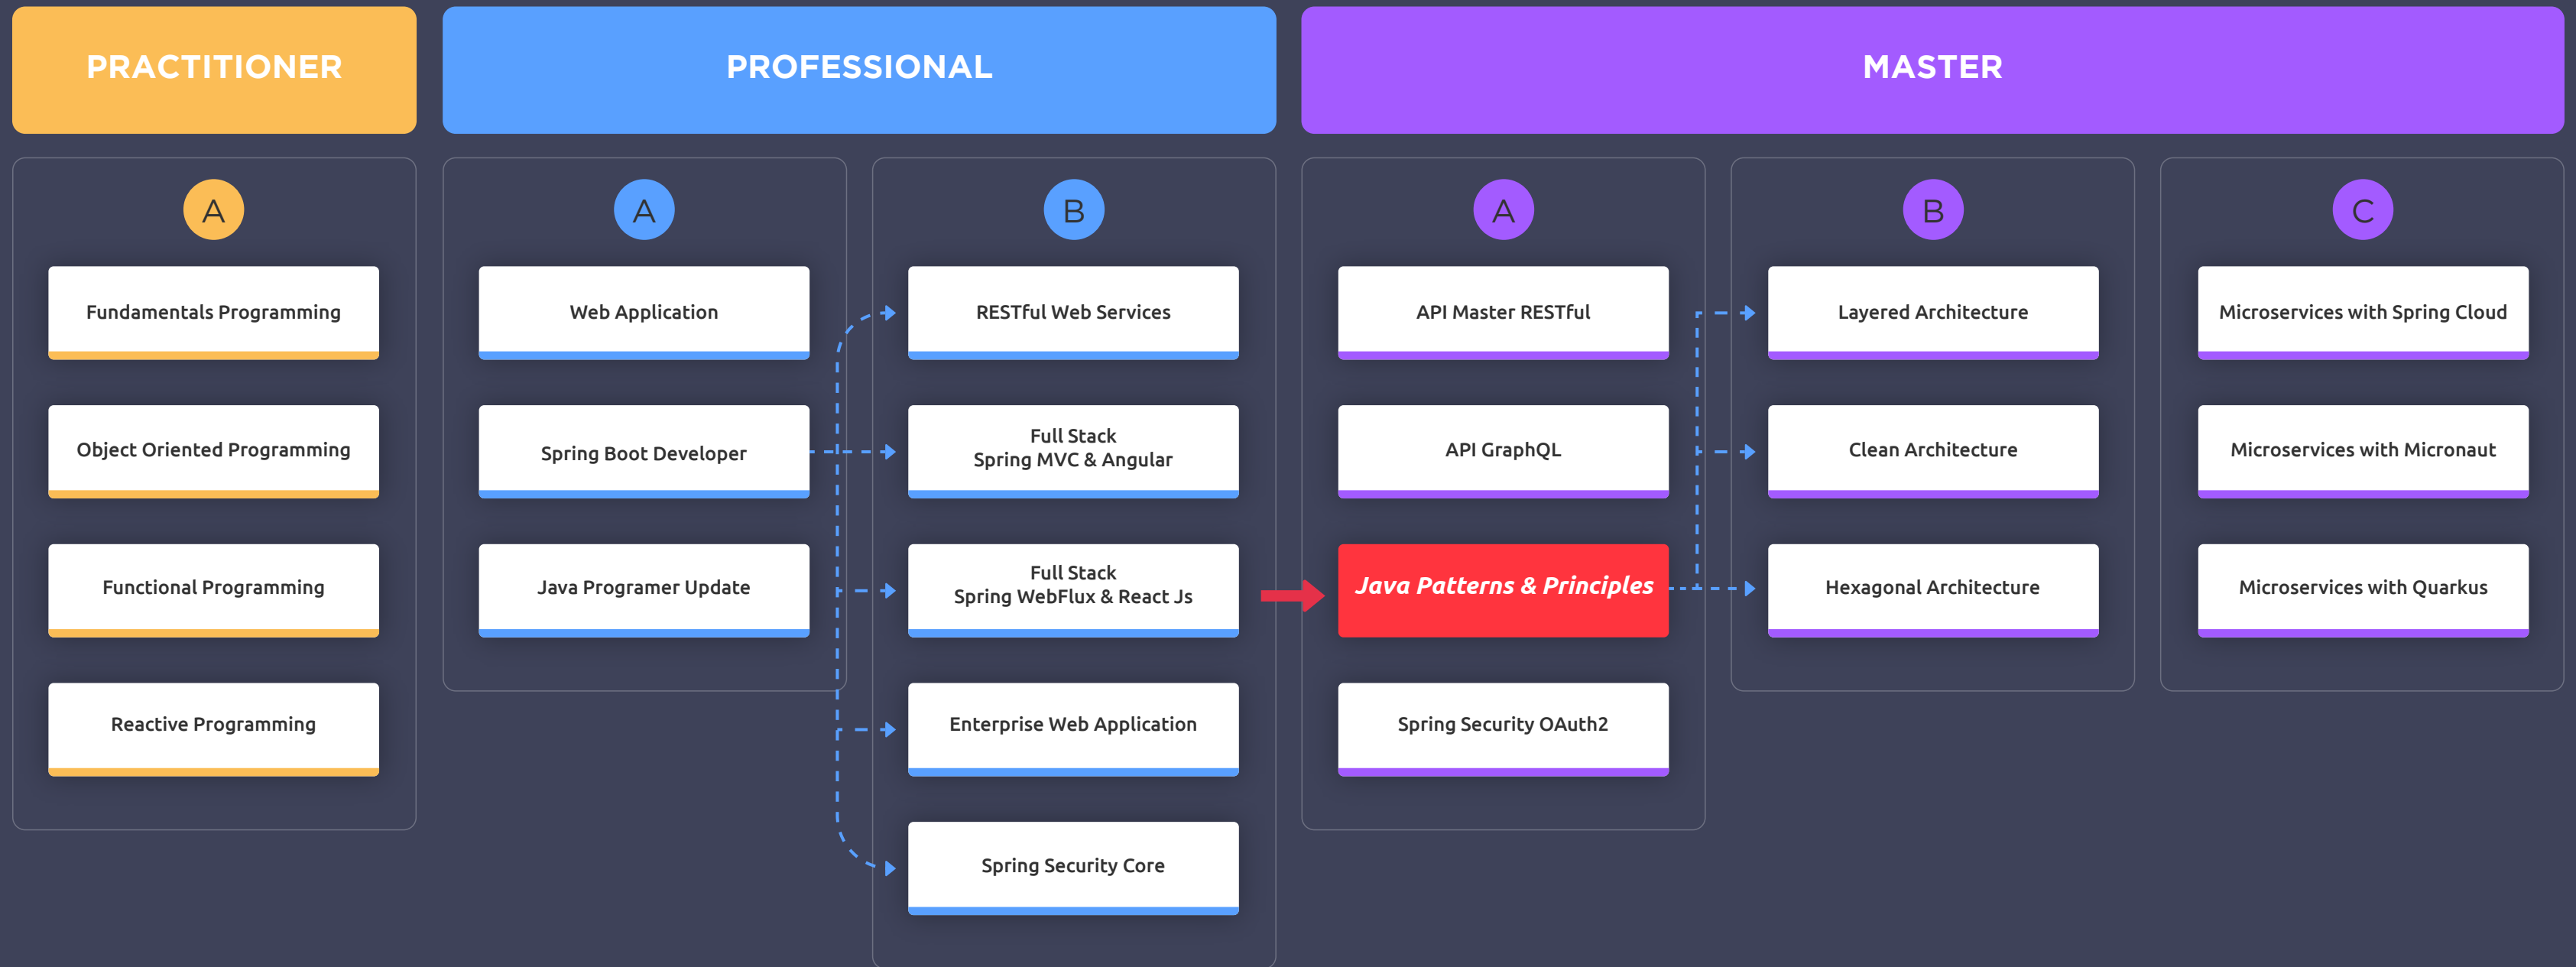 PRACTITIONER
PROFESSIONAL
MASTER
A
Fundamentals Programming
Object Oriented Programming
Functional Programming
Reactive Programming
A
Web Application
Spring Boot Developer
Java Programer Update
B
RESTful Web Services
Full Stack
Spring MVC & Angular
Full Stack
Spring WebFlux & React Js
Enterprise Web Application
Spring Security Core
A
API Master RESTful
API GraphQL
Java Patterns & Principles
Spring Security OAuth2
B
Layered Architecture
Clean Architecture
Hexagonal Architecture
C
Microservices with Spring Cloud
Microservices with Micronaut
Microservices with Quarkus